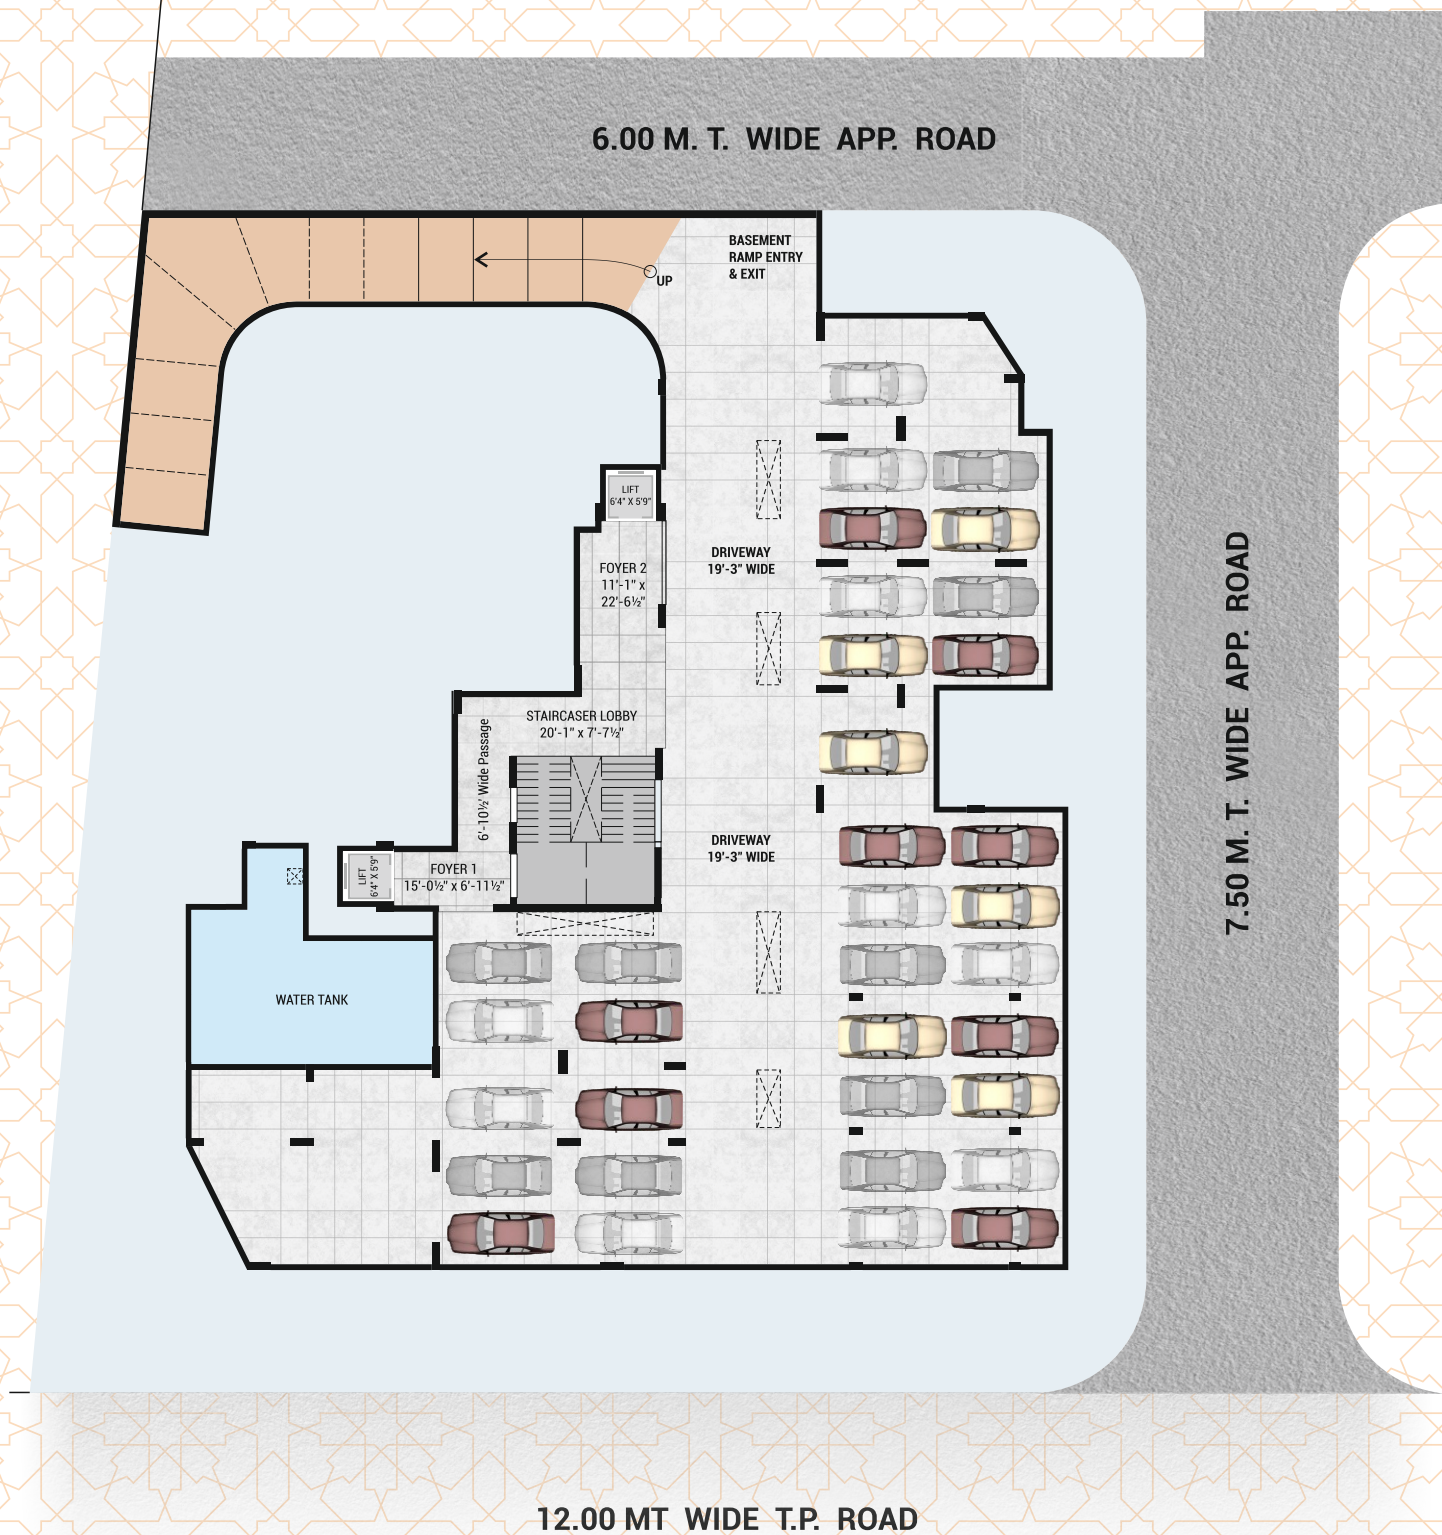 6.00 M. T. WIDE APP. ROAD
BASEMENT
RAMP ENTRY
& EXIT
UP
LIFT
6'4" X 5'9"
DRIVEWAY
19'-3" WIDE
FOYER 2
11'-1" x
22'-6½"
7.50 M. T. WIDE APP. ROAD
STAIRCASER LOBBY
20'-1" x 7'-7½"
6'-10½' Wide Passage
DRIVEWAY
19'-3" WIDE
LIFT
6'4" X 5'9"
FOYER 1
15'-0½" x 6'-11½"
WATER TANK
12.00 MT WIDE T.P. ROAD